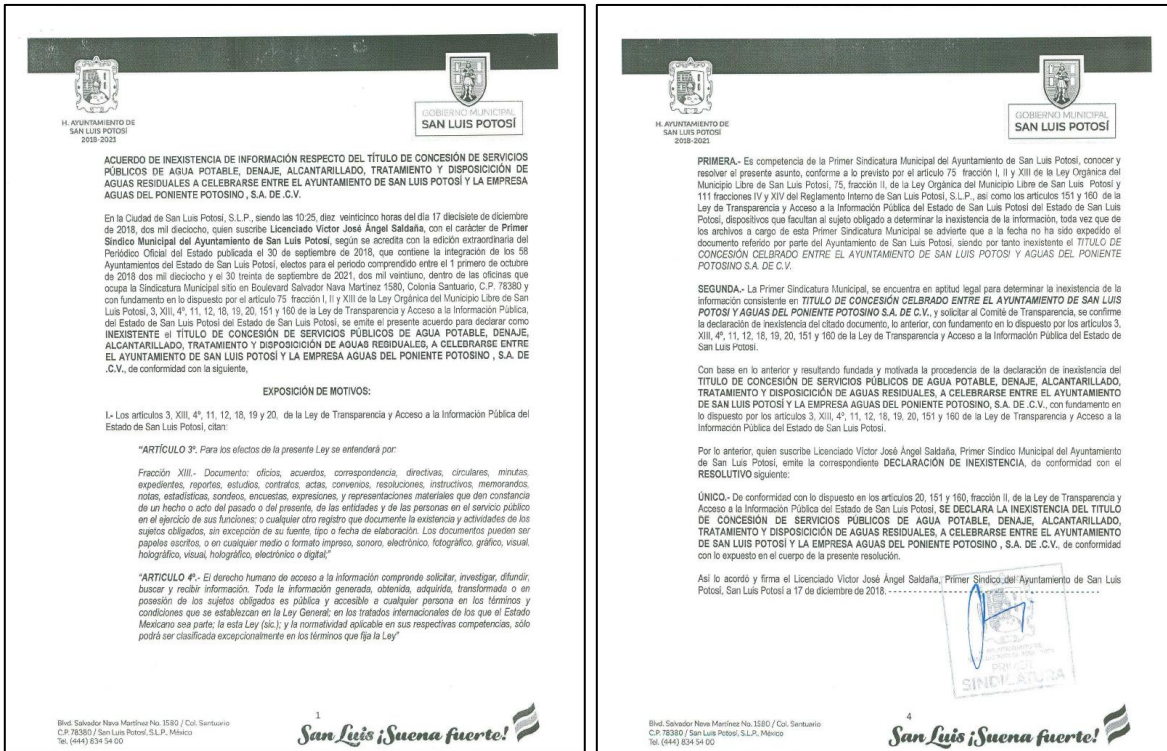 H. AYUNTAMIENTO DE
SAN LUIS POTOSÍ
2018-2021
GOBIERNO MUNICIPAL
SAN LUIS POTOSÍ
ACUERDO DE INEXISTENCIA DE INFORMACIÓN RESPECTO DEL TÍTULO DE CONCESIÓN DE SERVICIOS
PÚBLICOS DE AGUA POTABLE, DENAJE, ALCANTARILLADO, TRATAMIENTO Y DISPOSICICIÓN DE
AGUAS RESIDUALES A CELEBRARSE ENTRE EL AYUNTAMIENTO DE SAN LUIS POTOSÍ Y LA EMPRESA
AGUAS DEL PONIENTE POTOSINO , S.A. DE .C.V.
En la Ciudad de San Luis Potosí, S.L.P., siendo las 10:25, diez veinticinco horas del día 17 diecisiete de diciembre
de 2018, dos mil dieciocho, quien suscribe Licenciado Víctor José Ángel Saldaña, con el carácter de Primer
Síndico Municipal del Ayuntamiento de San Luis Potosí, según se acredita con la edición extraordinaria del
Periódico Oficial del Estado publicada el 30 de septiembre de 2018, que contiene la integración de los 58
Ayuntamientos del Estado de San Luis Potosí, electos para el periodo comprendido entre el 1 primero de octubre
de 2018 dos mil dieciocho y el 30 treinta de septiembre de 2021, dos mil veintiuno, dentro de las oficinas que
ocupa la Sindicatura Municipal sitio en Boulevard Salvador Nava Martínez 1580, Colonia Santuario, C.P. 78380 y
con fundamento en lo dispuesto por el articulo 75 fracción I, II y XIII de la Ley Orgánica del Municipio Libre de San
Luis Potosí, 3, XIII, 4º, 11, 12, 18, 19, 20, 151 y 160 de la Ley de Transparencia y Acceso a la Información Pública,
del Estado de San Luis Potosí del Estado de San Luis Potosí, se emite el presente acuerdo para declarar como
INEXISTENTE el TÍTULO DE CONCESIÓN DE SERVICIOS PÚBLICOS DE AGUA POTABLE, DENAJE,
ALCANTARILLADO, TRATAMIENTO Y DISPOSICICIÓN DE AGUAS RESIDUALES, A CELEBRARSE ENTRE
EL AYUNTAMIENTO DE SAN LUIS POTOSÍ Y LA EMPRESA AGUAS DEL PONIENTE POTOSINO , S.A. DE
.C.V., de conformidad con la siguiente,
EXPOSICIÓN DE MOTIVOS:
I.- Los artículos 3, XIII, 4º, 11, 12, 18, 19 y 20, de la Ley de Transparencia y Acceso a la Información Pública del
Estado de San Luis Potosí, citan:
"ARTÍCULO 3º. Para los efectos de la presente Ley se entenderá por:
Fracción XIII.- Documento: oficios, acuerdos, correspondencia, directivas, circulares, minutas,
expedientes, reportes, estudios, contratos, actas, convenios, resoluciones, instructivos, memorandos,
notas, estadísticas, sondeos, encuestas, expresiones, y representaciones materiales que den constancia
de un hecho o acto del pasado o del presente, de las entidades y de las personas en el servicio público
en el ejercicio de sus funciones; o cualquier otro registro que documente la existencia y actividades de los
sujetos obligados, sin excepción de su fuente, tipo o fecha de elaboración. Los documentos pueden ser
papeles escritos, o en cualquier medio o formato impreso, sonoro, electrónico, fotográfico, gráfico, visual,
holográfico, visual, holográfico, electrónico o digital;"
"ARTICULO 4º.- El derecho humano de acceso a la información comprende solicitar, investigar, difundir,
buscar y recibir información. Toda la información generada, obtenida, adquirida, transformada o en
posesión de los sujetos obligados es pública y accesible a cualquier persona en los términos y
condiciones que se establezcan en la Ley General; en los tratados internacionales de los que el Estado
Mexicano sea parte; la esta Ley (sic.); y la normatividad aplicable en sus respectivas competencias, sólo
podrá ser clasificada excepcionalmente en los términos que fija la Ley"
Blvd. Salvador Nava Martínez No. 1580 / Col. Santuario
C.P. 78380 / San Luis Potosí, S.L.P., México
Tel. (444) 834 54 00
1
San Luis ¡Suena fuerte!
H. AYUNTAMIENTO DE
SAN LUIS POTOSÍ
2018-2021
GOBIERNO MUNICIPAL
SAN LUIS POTOSÍ
PRIMERA.- Es competencia de la Primer Sindicatura Municipal del Ayuntamiento de San Luis Potosí, conocer y
resolver el presente asunto, conforme a lo previsto por el articulo 75 fracción I, II y XIII de la Ley Orgánica del
Municipio Libre de San Luis Potosí, 75, fracción II, de la Ley Orgánica del Municipio Libre de San Luis Potosí y
111 fracciones IV y XIV del Reglamento Interno de San Luis Potosí, S.L.P., así como los artículos 151 y 160 de la
Ley de Transparencia y Acceso a la Información Pública del Estado de San Luis Potosí del Estado de San Luis
Potosí, dispositivos que facultan al sujeto obligado a determinar la inexistencia de la información, toda vez que de
los archivos a cargo de esta Primer Sindicatura Municipal se advierte que a la fecha no ha sido expedido el
documento referido por parte del Ayuntamiento de San Luis Potosí, siendo por tanto inexistente el TITULO DE
CONCESIÓN CELEBRADO ENTRE EL AYUNTAMIENTO DE SAN LUIS POTOSI Y AGUAS DEL PONIENTE
POTOSINO S.A. DE C.V.
SEGUNDA.- La Primer Sindicatura Municipal, se encuentra en aptitud legal para determinar la inexistencia de la
información consistente en TITULO DE CONCESIÓN CELBRADO ENTRE EL AYUNTAMIENTO DE SAN LUIS
POTOSI Y AGUAS DEL PONIENTE POTOSINO S.A. DE C.V., y solicitar al Comité de Transparencia, se confirme
la declaración de inexistencia del citado documento, lo anterior, con fundamento en lo dispuesto por los artículos 3,
XIII, 4º, 11, 12, 18, 19, 20, 151 y 160 de la Ley de Transparencia y Acceso a la Información Pública del Estado de
San Luis Potosí.
Con base en lo anterior y resultando fundada y motivada la procedencia de la declaración de inexistencia del
TITULO DE CONCESIÓN DE SERVICIOS PÚBLICOS DE AGUA POTABLE, DENAJE, ALCANTARILLADO,
TRATAMIENTO Y DISPOSICICIÓN DE AGUAS RESIDUALES, A CELEBRARSE ENTRE EL AYUNTAMIENTO
DE SAN LUIS POTOSÍ Y LA EMPRESA AGUAS DEL PONIENTE POTOSINO, S.A. DE .C.V., con fundamento en
lo dispuesto por los artículos 3, XIII, 4º, 11, 12, 18, 19, 20, 151 y 160 de la Ley de Transparencia y Acceso a la
Información Pública del Estado de San Luis Potosí.
Por lo anterior, quien suscribe Licenciado Víctor José Ángel Saldaña, Primer Síndico Municipal del Ayuntamiento
de San Luis Potosí, emite la correspondiente DECLARACIÓN DE INEXISTENCIA, de conformidad con el
RESOLUTIVO siguiente:
ÚNICO.- De conformidad con lo dispuesto en los artículos 20, 151 y 160, fracción II, de la Ley de Transparencia y
Acceso a la Información Pública del Estado de San Luis Potosí, SE DECLARA LA INEXISTENCIA DEL TITULO
DE CONCESIÓN DE SERVICIOS PÚBLICOS DE AGUA POTABLE, DENAJE, ALCANTARILLADO,
TRATAMIENTO Y DISPOSICICIÓN DE AGUAS RESIDUALES, A CELEBRARSE ENTRE EL AYUNTAMIENTO
DE SAN LUIS POTOSÍ Y LA EMPRESA AGUAS DEL PONIENTE POTOSINO , S.A. DE .C.V., de conformidad
con lo expuesto en el cuerpo de la presente resolución.
Así lo acordó y firma el Licenciado Víctor José Ángel Saldaña, Primer Síndico del Ayuntamiento de San Luis
Potosí, San Luis Potosí a 17 de diciembre de 2018. - - - - - - - - - - - - - - - - - - - -
PRIMER
SINDICATURA
Blvd. Salvador Nava Martínez No. 1580 / Col. Santuario
C.P. 78380 / San Luis Potosí, S.L.P., México
Tel. (444) 834 54 00
4
San Luis ¡Suena fuerte!